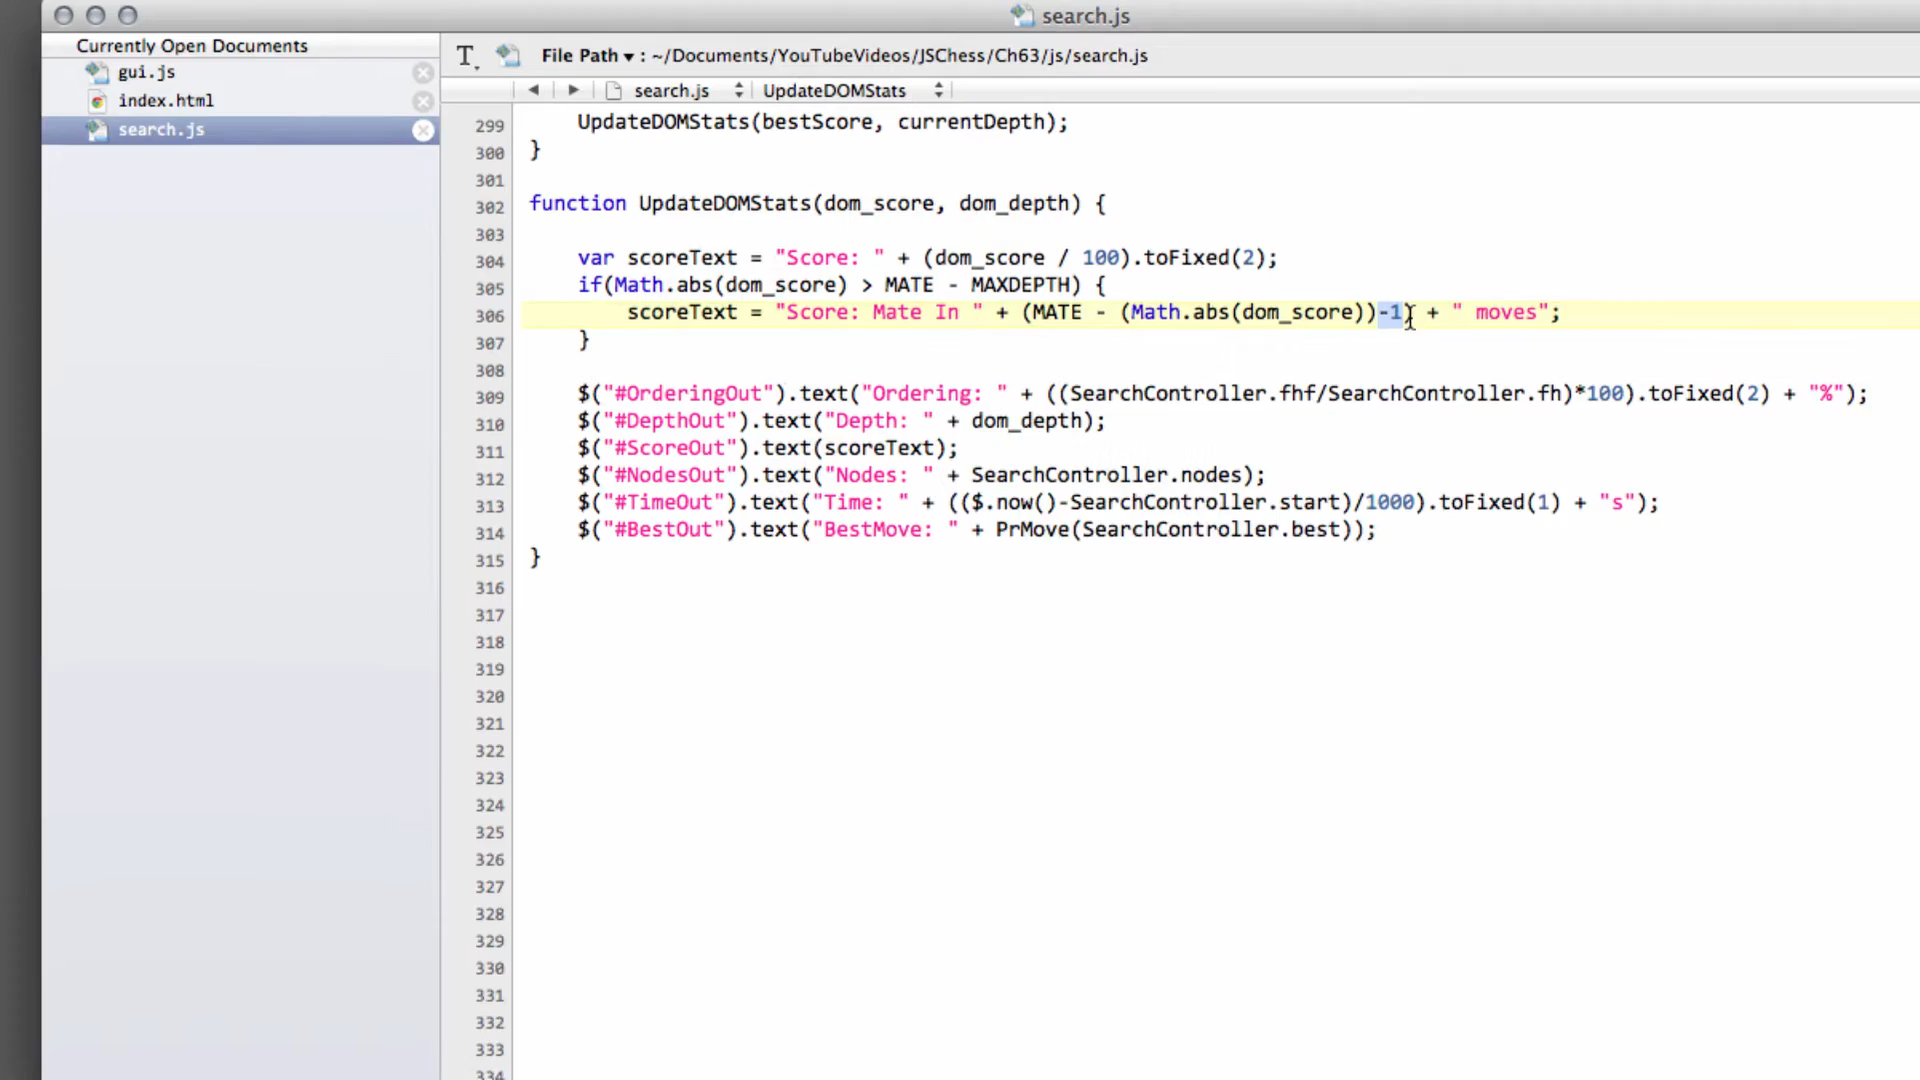 search.js
Currently Open Documents
gui.js
index.html
search.js
T File Path ▾ : ~/Documents/YouTubeVideos/JSChess/Ch63/js/search.js
search.js UpdateDOMStats
299 UpdateDOMStats(bestScore, currentDepth);
300 }
301
302 function UpdateDOMStats(dom_score, dom_depth) {
303
304 var scoreText = "Score: " + (dom_score / 100).toFixed(2);
305 if(Math.abs(dom_score) > MATE - MAXDEPTH) {
306 scoreText = "Score: Mate In " + (MATE - (Math.abs(dom_score))-1) + " moves";
307 }
308
309 $("#OrderingOut").text("Ordering: " + ((SearchController.fhf/SearchController.fh)*100).toFixed(2) + "%");
310 $("#DepthOut").text("Depth: " + dom_depth);
311 $("#ScoreOut").text(scoreText);
312 $("#NodesOut").text("Nodes: " + SearchController.nodes);
313 $("#TimeOut").text("Time: " + (($.now()-SearchController.start)/1000).toFixed(1) + "s");
314 $("#BestOut").text("BestMove: " + PrMove(SearchController.best));
315 }
316
317
318
319
320
321
322
323
324
325
326
327
328
329
330
331
332
333
334